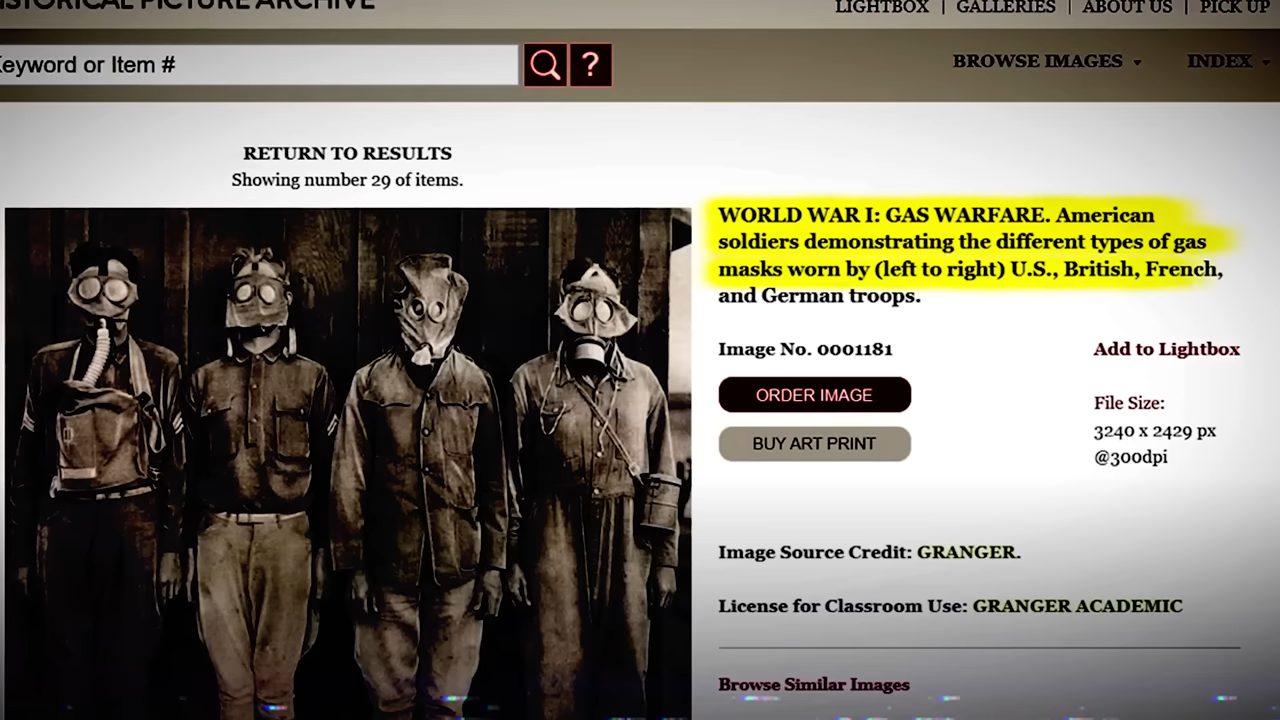 HISTORICAL PICTURE ARCHIVE
LIGHTBOX | GALLERIES | ABOUT US | PICK UP
Keyword or Item #
?
BROWSE IMAGES
INDEX
RETURN TO RESULTS
Showing number 29 of items.
WORLD WAR I: GAS WARFARE. American
soldiers demonstrating the different types of gas
masks worn by (left to right) U.S., British, French,
and German troops.
Image No. 0001181
Add to Lightbox
ORDER IMAGE
File Size:
3240 x 2429 px
@300dpi
BUY ART PRINT
Image Source Credit: GRANGER.
License for Classroom Use: GRANGER ACADEMIC
Browse Similar Images